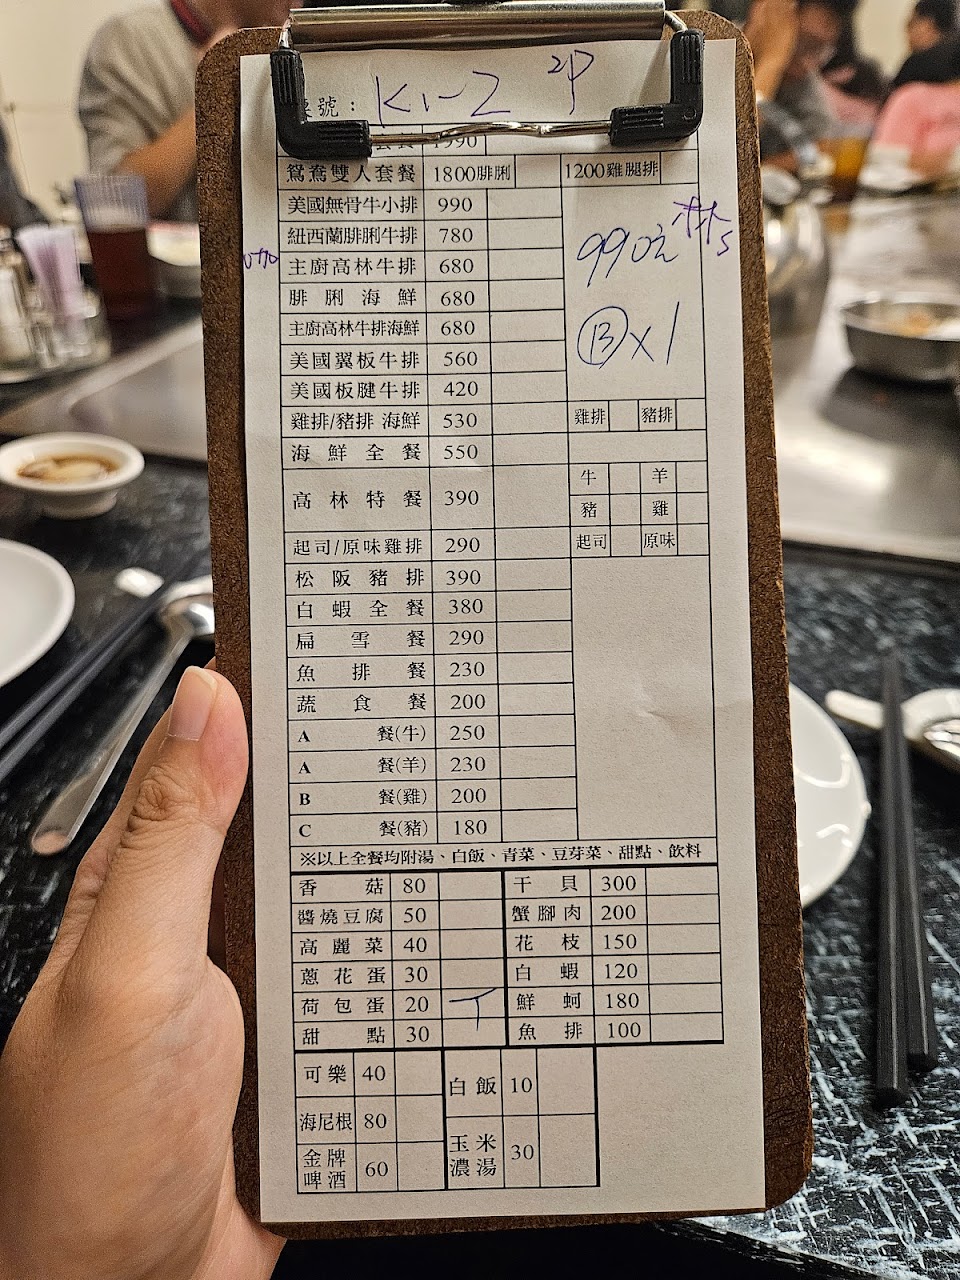 號： K1-2 2P
套餐 1990
鴛鴦雙人套餐 1800腓脷 1200雞腿排
美國無骨牛小排 990
紐西蘭腓脷牛排 780
主廚高林牛排 680
腓脷海鮮 680
主廚高林牛排海鮮 680
990元
Ⓑx1
美國翼板牛排 560
美國板腱牛排 420
雞排/豬排 海鮮 530 雞排 豬排
海鮮全餐 550
高林特餐 390 牛 羊
豬 雞
起司/原味雞排 290 起司 原味
松阪豬排 390
白蝦全餐 380
扁雪餐 290
魚排餐 230
蔬食餐 200
A 餐(牛) 250
A 餐(羊) 230
B 餐(雞) 200
C 餐(豬) 180
※以上全餐均附湯、白飯、青菜、豆芽菜、甜點、飲料
香菇 80 干貝 300
醬燒豆腐 50 蟹腳肉 200
高麗菜 40 花枝 150
蔥花蛋 30 白蝦 120
荷包蛋 20 鮮蚵 180
甜點 30 魚排 100
可樂 40 白飯 10
海尼根 80 玉米濃湯 30
金牌啤酒 60